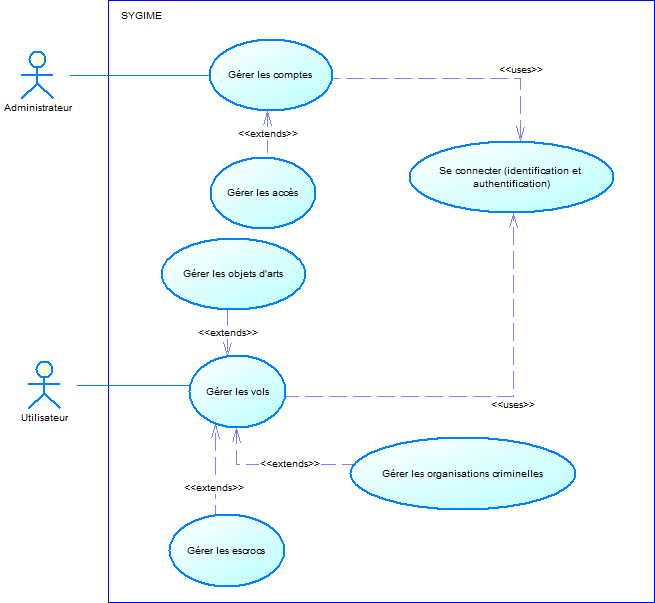 SYGIME
Gérer les comptes
<<uses>>
Administrateur
<<extends>>
Se connecter (identification et
authentification)
Gérer les accès
Gérer les objets d'arts
<<extends>>
Gérer les vols
Utilisateur
<<uses>>
<<extends>>
Gérer les organisations criminelles
<<extends>>
Gérer les escrocs